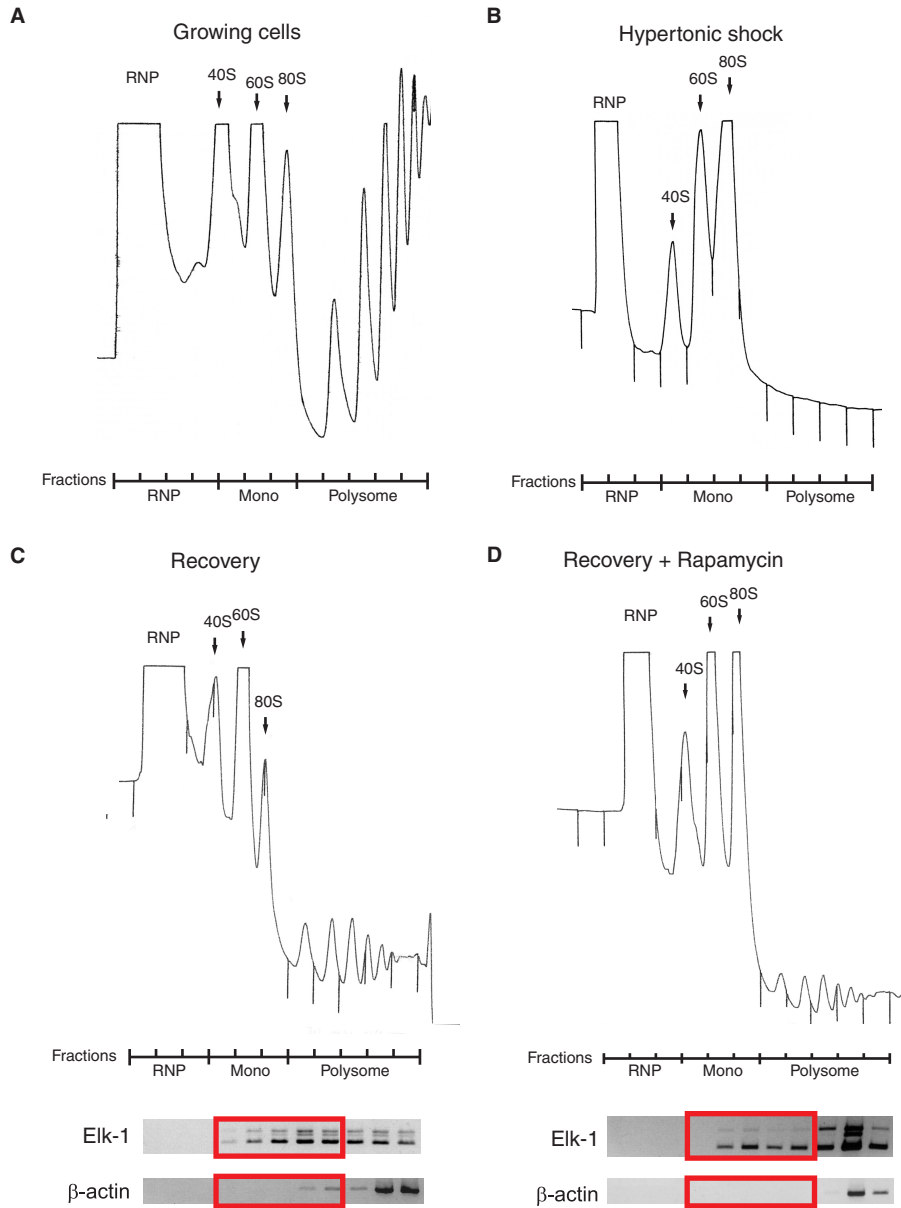 A
Growing cells
RNP
40S
60S
80S
Fractions
RNP Mono Polysome
B
Hypertonic shock
RNP
40S
60S
80S
Fractions
RNP Mono Polysome
C
Recovery
RNP
40S
60S
80S
Fractions
RNP Mono Polysome
Elk-1
β-actin
D
Recovery + Rapamycin
RNP
40S
60S
80S
Fractions
RNP Mono Polysome
Elk-1
β-actin